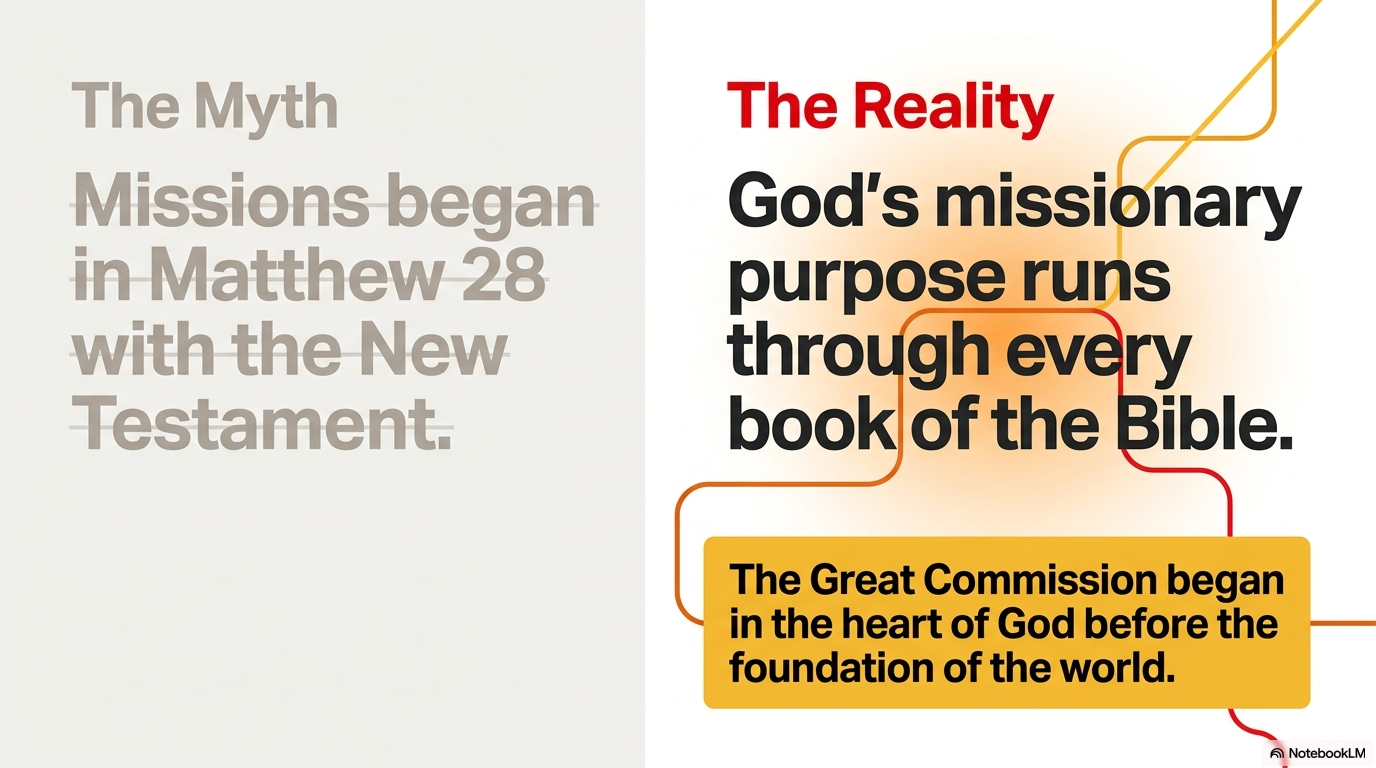 The Myth
Missions began
in Matthew 28
with the New
Testament.
The Reality
God's missionary
purpose runs
through every
book of the Bible.
The Great Commission began
in the heart of God before the
foundation of the world.
NotebookLM